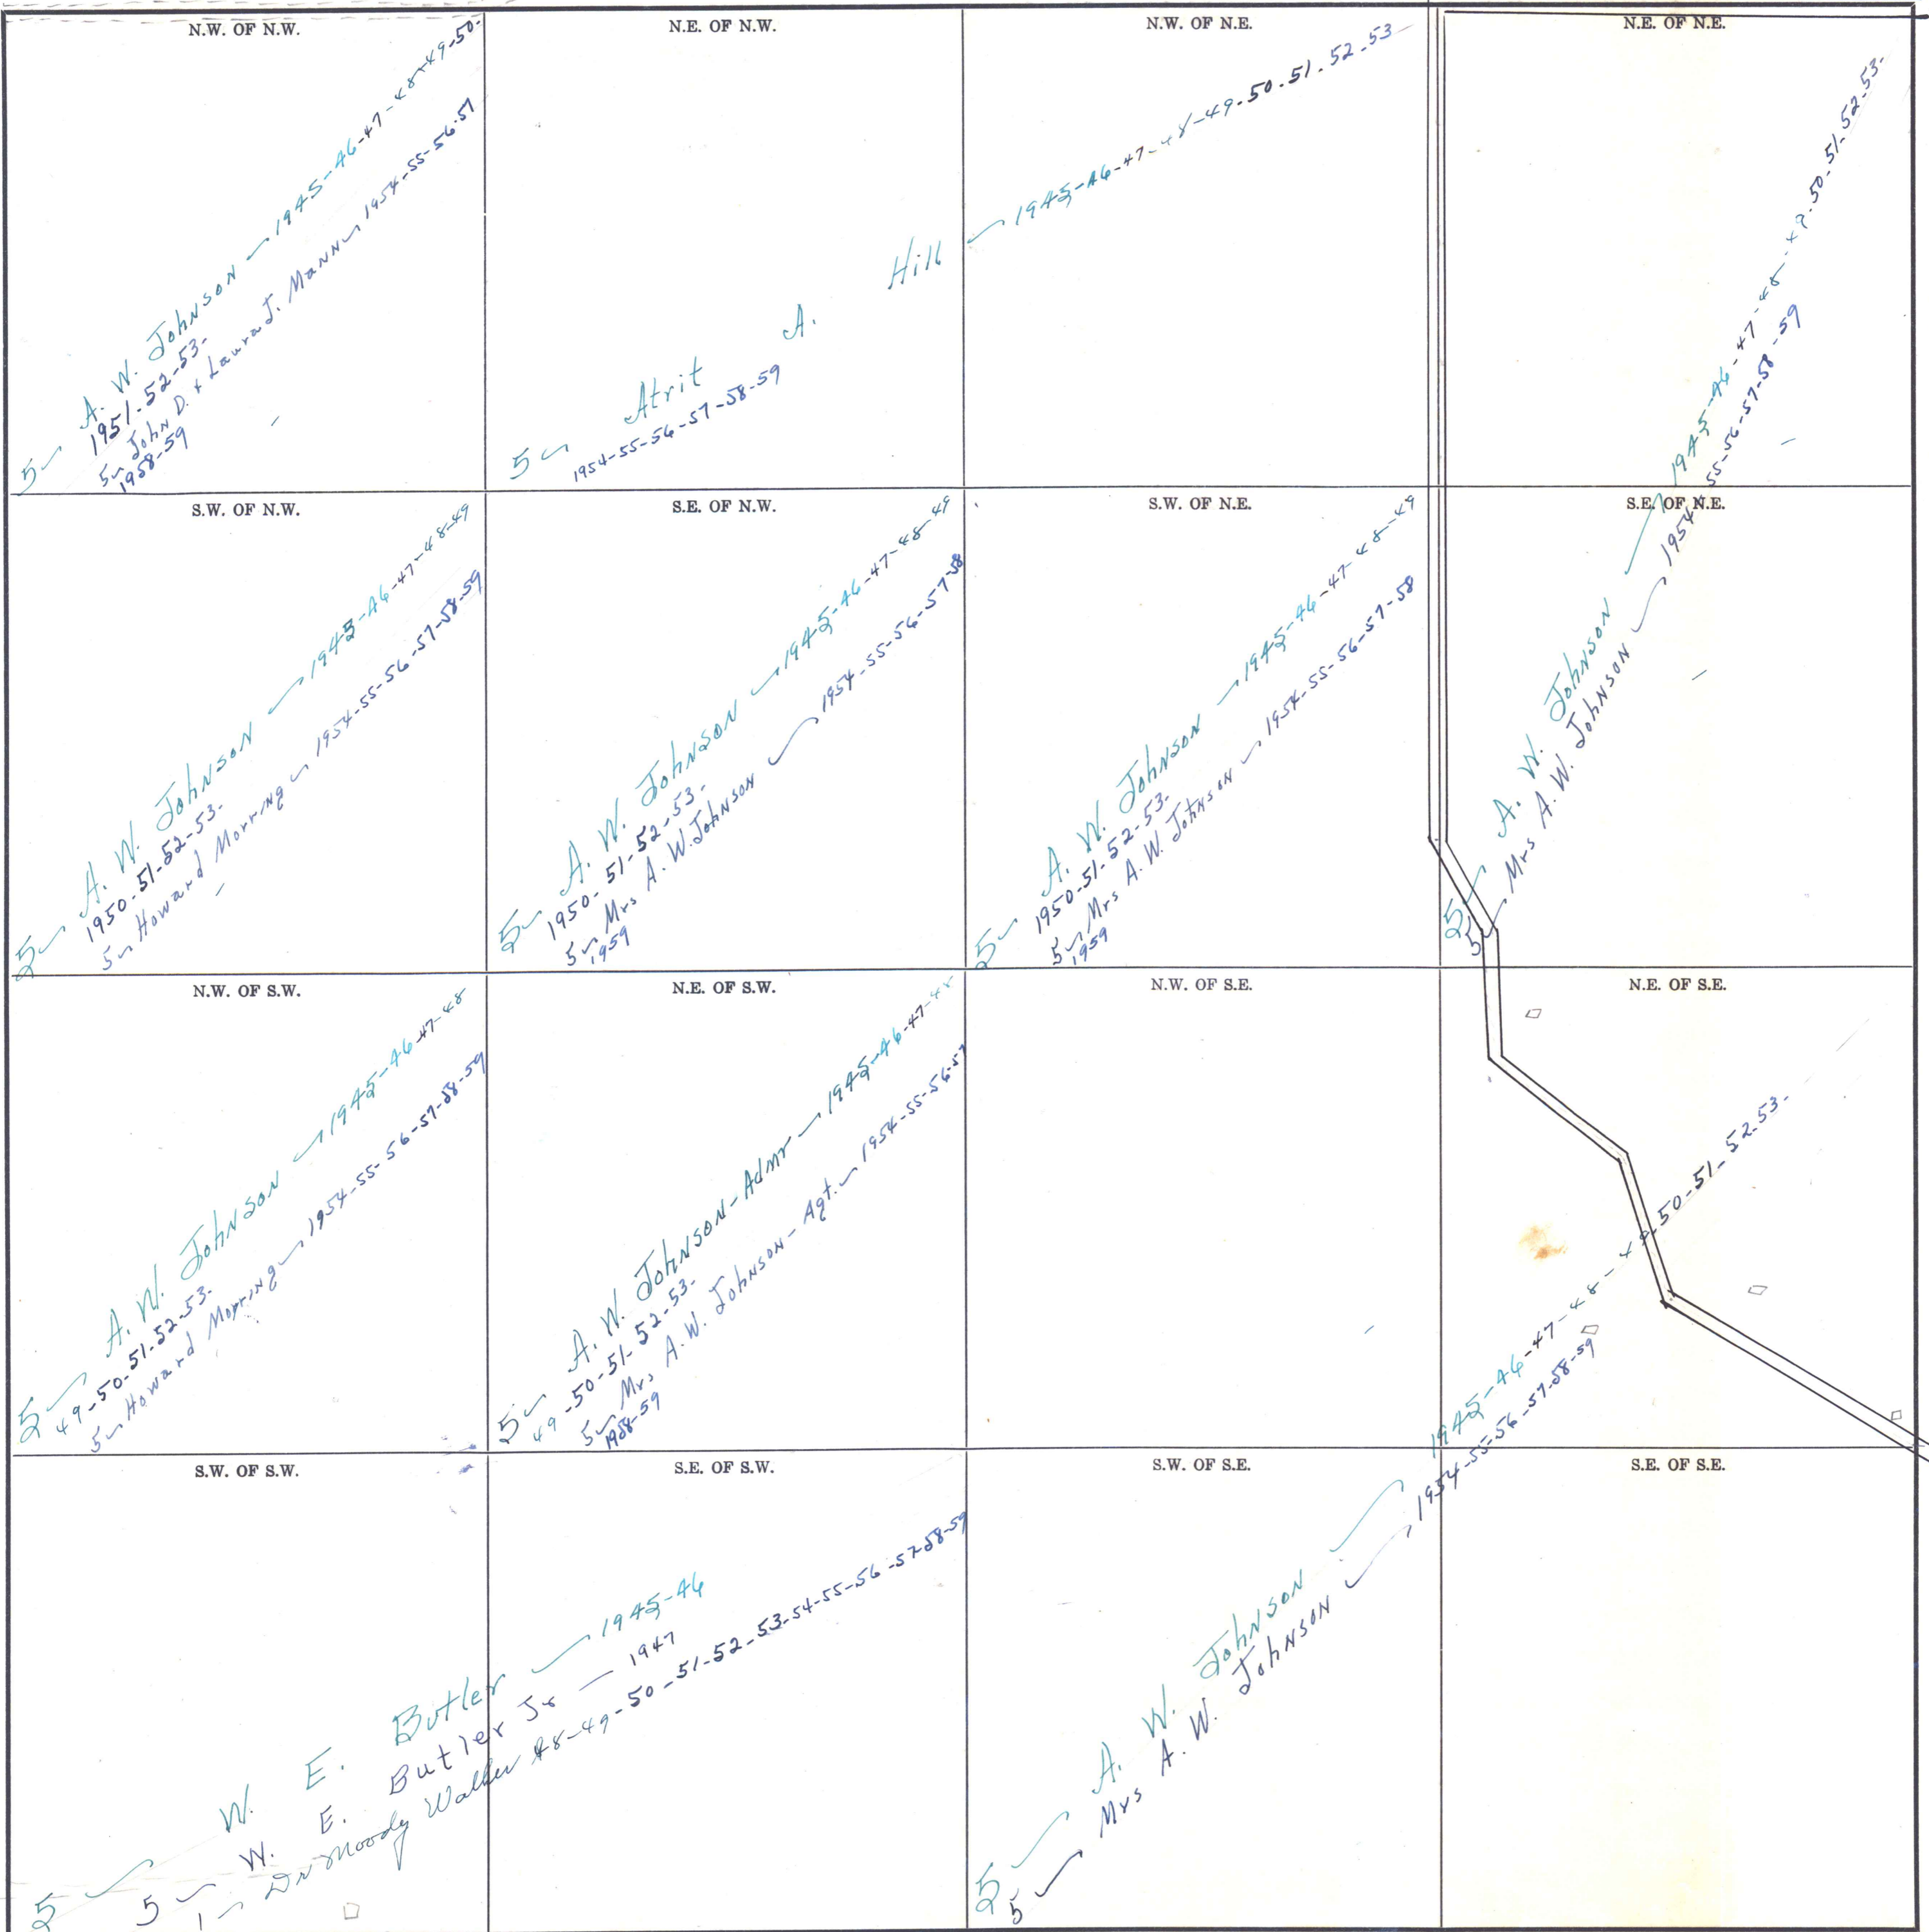 N.W. OF N.W.
5 A. W. Johnson 1945-46-47-48-49-50-
1951-52-53-
5 John D. + Laura J. Mann 1954-55-56-57
1958-59
N.E. OF N.W.
N.W. OF N.E.
5 Atrit A. Hill 1945-46-47-48-49-50-51-52-53
1954-55-56-57-58-59
N.E. OF N.E.
S.W. OF N.W.
5 A. W. Johnson 1945-46-47-48-49
1950-51-52-53-
5 Howard Morring 1954-55-56-57-58-59
S.E. OF N.W.
5 A. W. Johnson 1945-46-47-48-49
1950-51-52-53-
5 Mrs A. W. Johnson 1954-55-56-57-58
1959
S.W. OF N.E.
5 A. W. Johnson 1945-46-47-48-49
1950-51-52-53-
5 Mrs A. W. Johnson 1954-55-56-57-58
1959
S.E. OF N.E.
5 A. W. Johnson 1945-46-47-48-49-50-51-52-53-
5 Mrs A. W. Johnson 1954-55-56-57-58-59
N.W. OF S.W.
5 A. W. Johnson 1945-46-47-48
49-50-51-52-53-
5 Howard Morring 1954-55-56-57-58-59
N.E. OF S.W.
5 A. W. Johnson-Admr 1945-46-47-48
49-50-51-52-53-
5 Mrs A. W. Johnson-Agt. 1954-55-56-57
1958-59
N.W. OF S.E.
N.E. OF S.E.
S.W. OF S.W.
S.E. OF S.W.
5 W. E. Butler 1945-46
5 W. E. Butler Jr 1947
1 Dr Moody Walker 48-49-50-51-52-53-54-55-56-57-58-59
S.W. OF S.E.
S.E. OF S.E.
5 A. W. Johnson 1945-46-47-48-49-50-51-52-53-
5 Mrs A. W. Johnson 1954-55-56-57-58-59